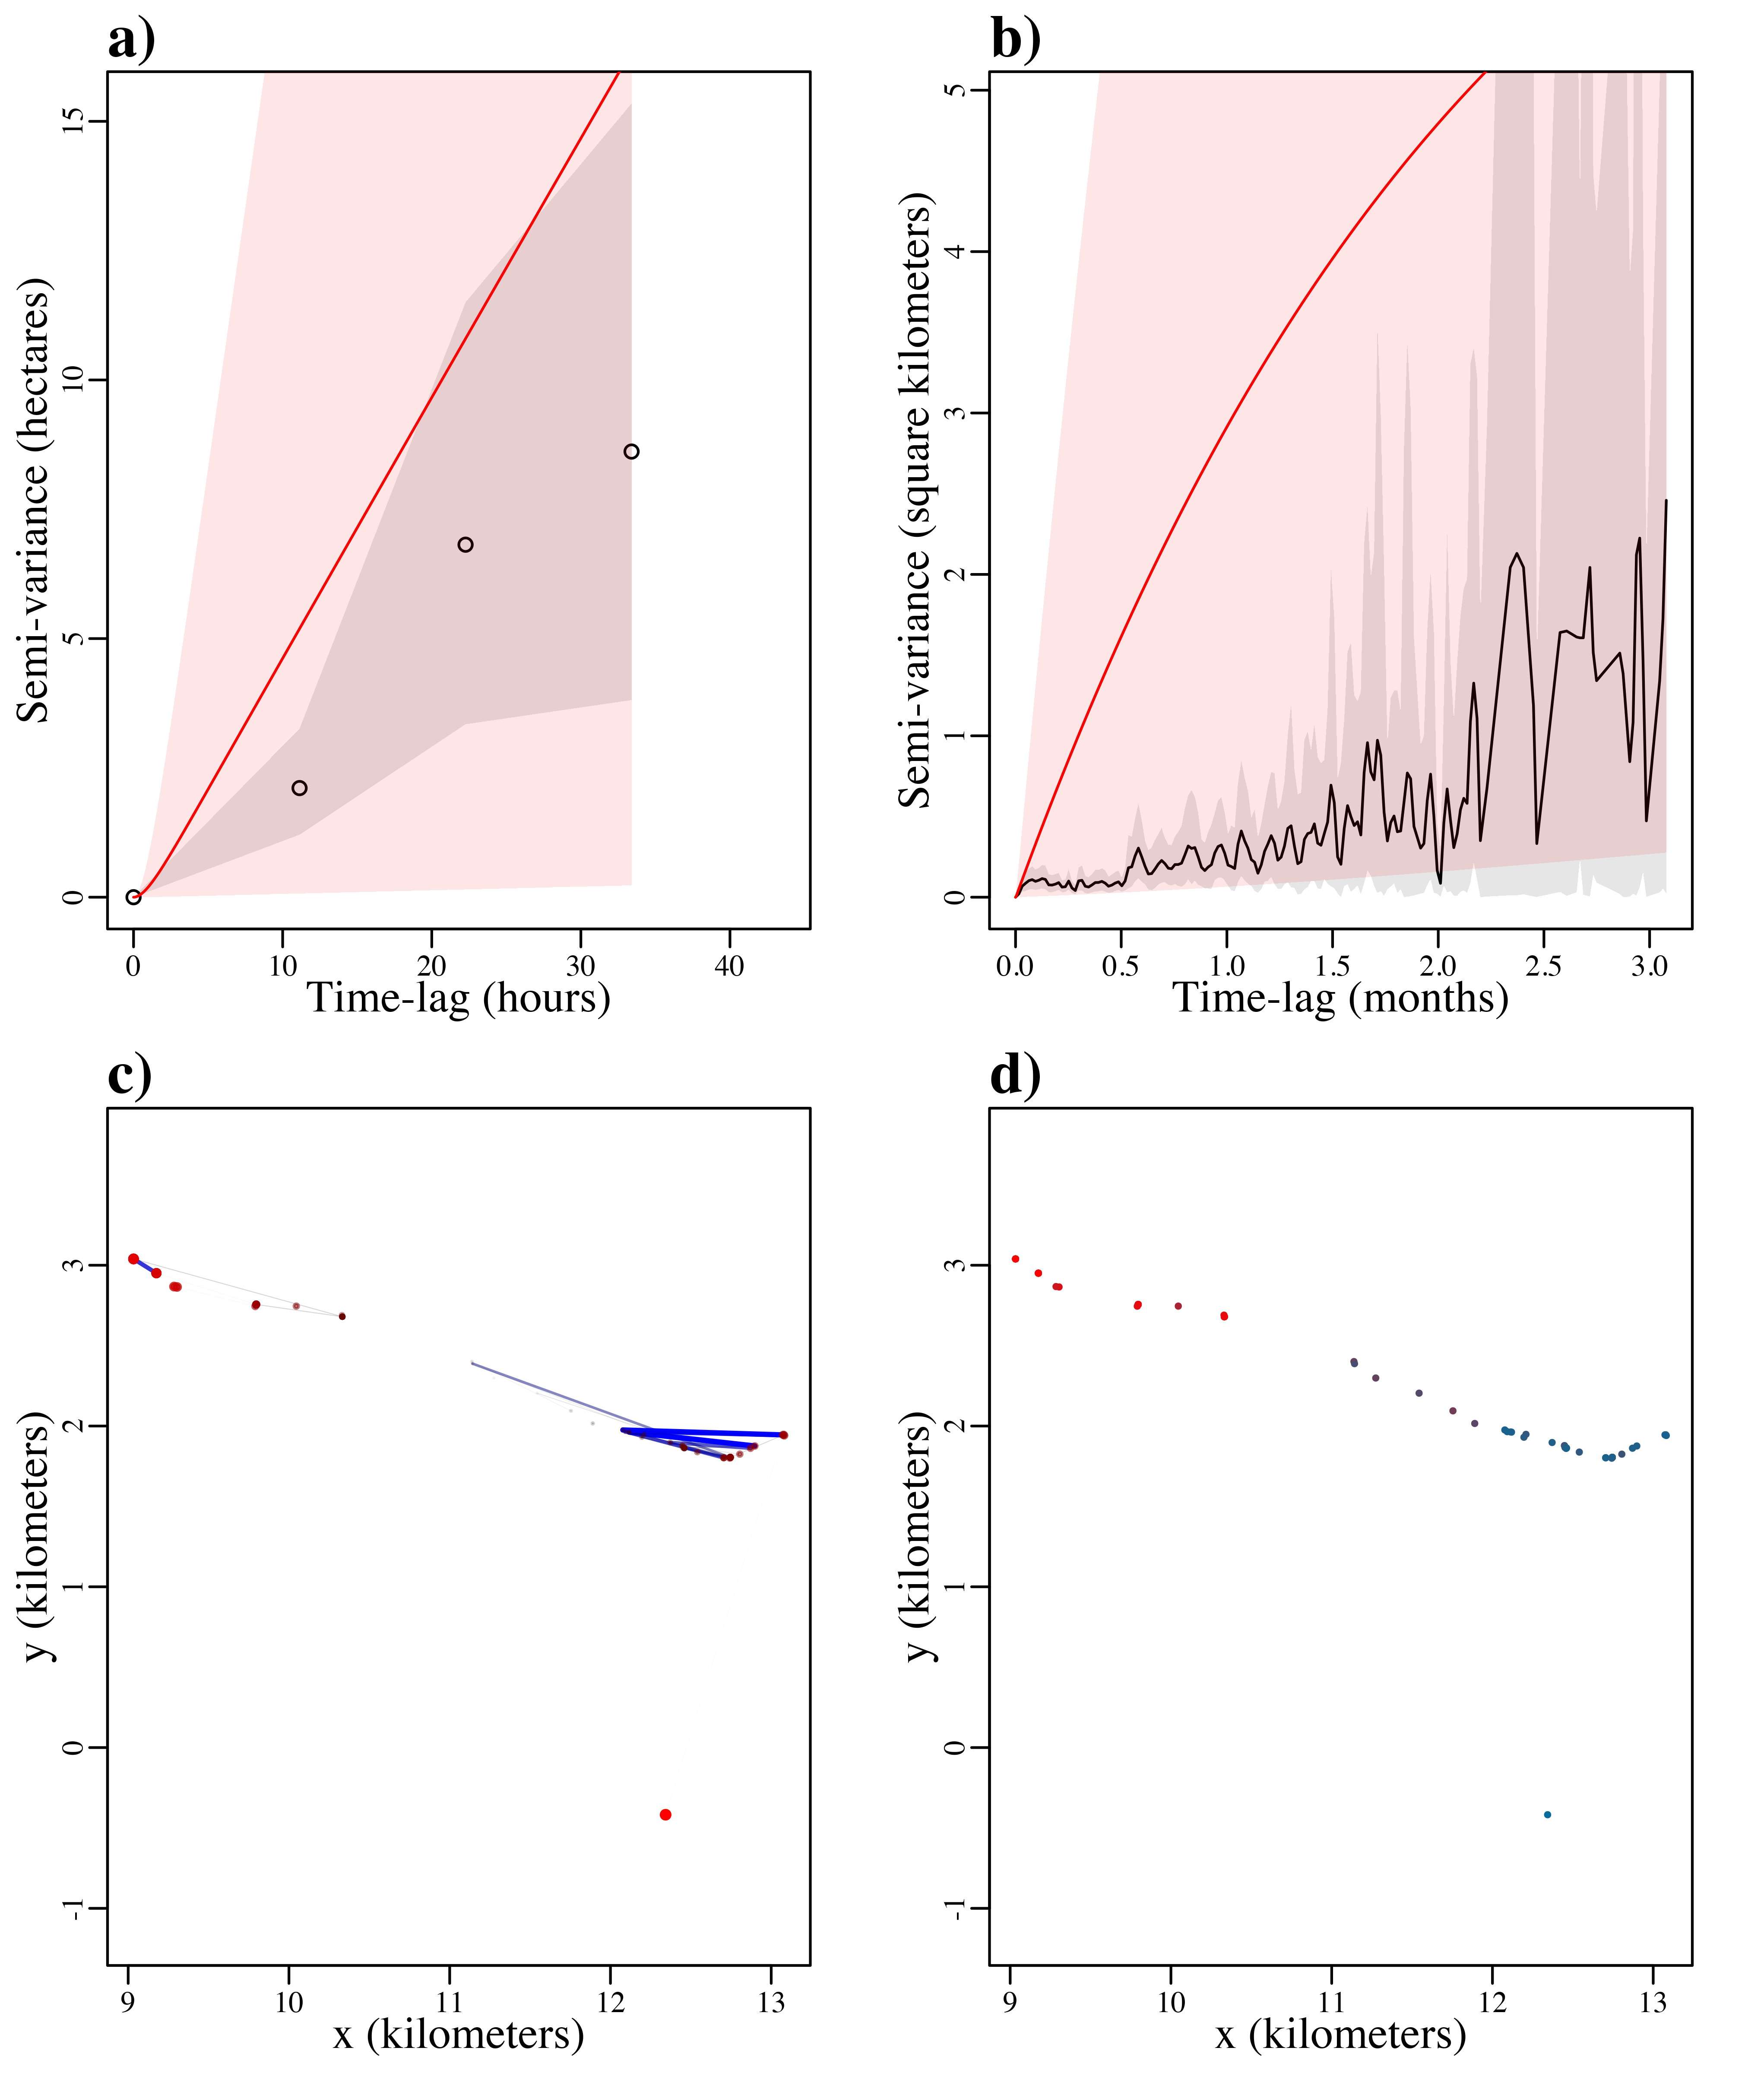 a)
Semi-variance (hectares)
15
10
5
0
0 10 20 30 40
Time-lag (hours)
b)
Semi-variance (square kilometers)
5
4
3
2
1
0
0.0 0.5 1.0 1.5 2.0 2.5 3.0
Time-lag (months)
c)
y (kilometers)
3
2
1
0
-1
9 10 11 12 13
x (kilometers)
d)
y (kilometers)
3
2
1
0
-1
9 10 11 12 13
x (kilometers)